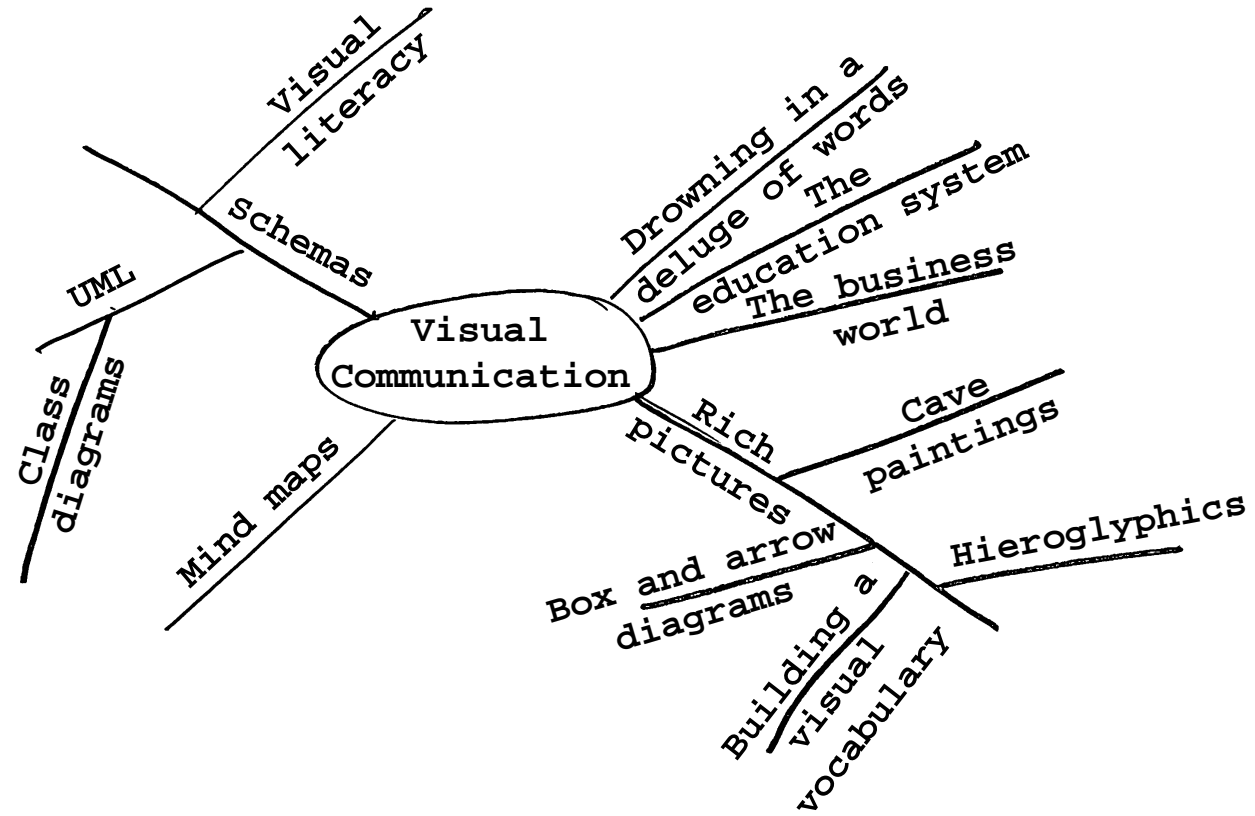 Visual
literacy
schemas
UML
Class
diagrams
Visual
Communication
Mind maps
Drowning in a
deluge of words
The
education system
The business
world
Rich
pictures
Cave
paintings
Hieroglyphics
Box and arrow
diagrams
Building a
visual
vocabulary